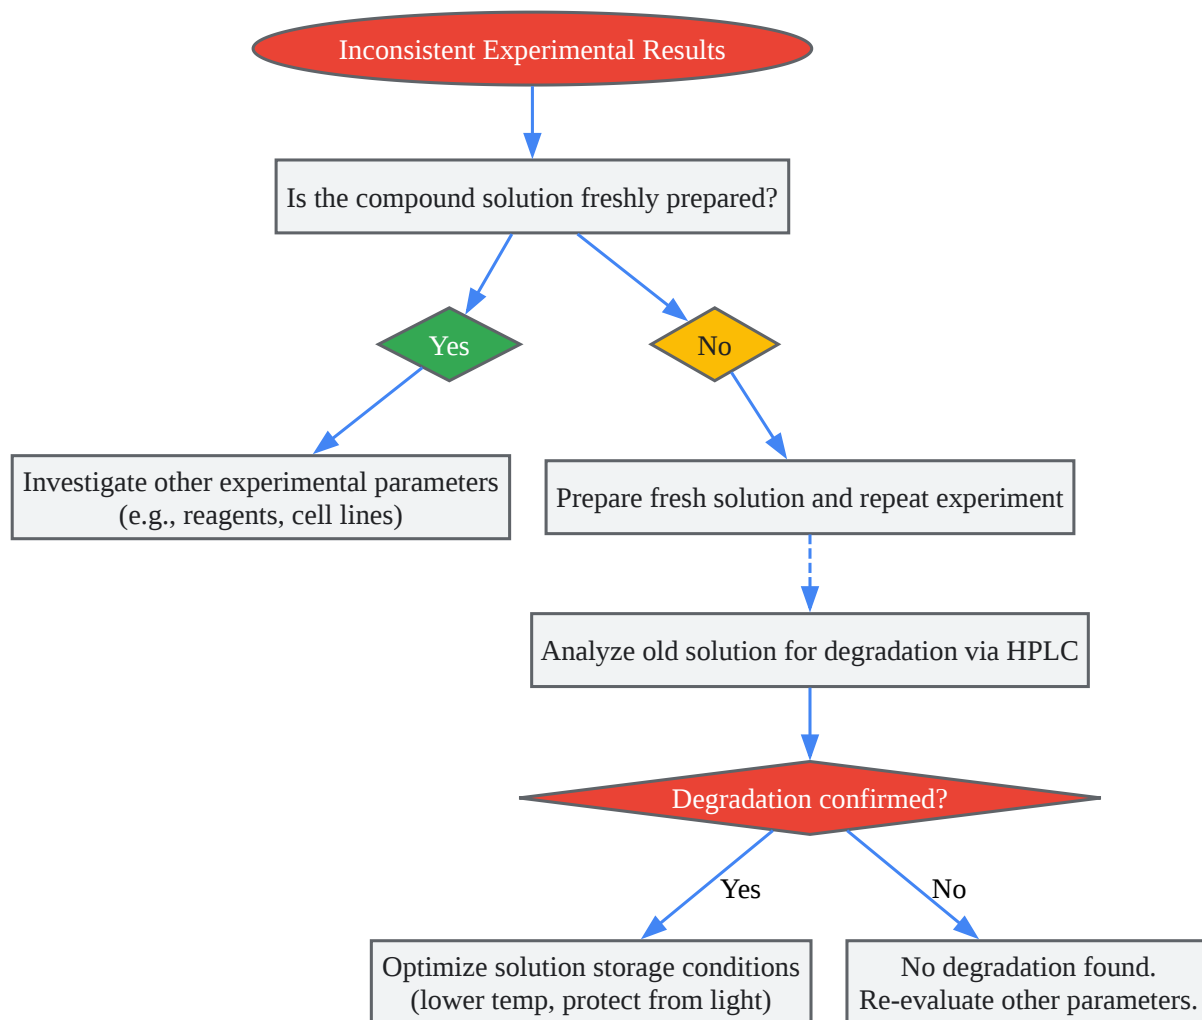 Inconsistent Experimental Results
Is the compound solution freshly prepared?
Yes
No
Investigate other experimental parameters
(e.g., reagents, cell lines)
Prepare fresh solution and repeat experiment
Analyze old solution for degradation via HPLC
Degradation confirmed?
Yes
No
Optimize solution storage conditions
(lower temp, protect from light)
No degradation found.
Re-evaluate other parameters.